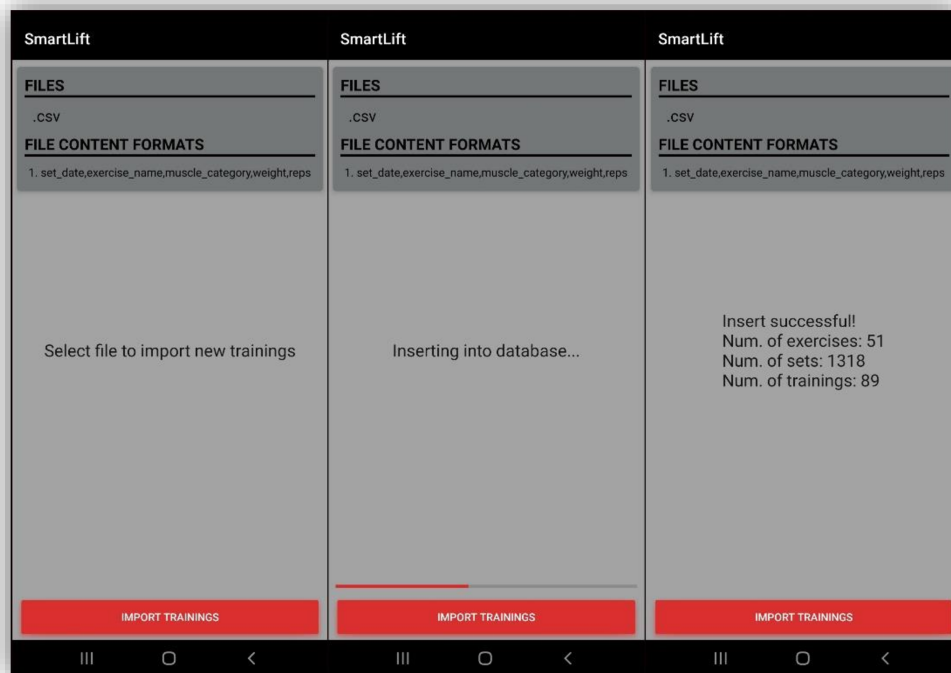 SmartLift
FILES
.csv
FILE CONTENT FORMATS
1. set_date,exercise_name,muscle_category,weight,reps
Select file to import new trainings
IMPORT TRAININGS
SmartLift
FILES
.csv
FILE CONTENT FORMATS
1. set_date,exercise_name,muscle_category,weight,reps
Inserting into database...
IMPORT TRAININGS
SmartLift
FILES
.csv
FILE CONTENT FORMATS
1. set_date,exercise_name,muscle_category,weight,reps
Insert successful!
Num. of exercises: 51
Num. of sets: 1318
Num. of trainings: 89
IMPORT TRAININGS